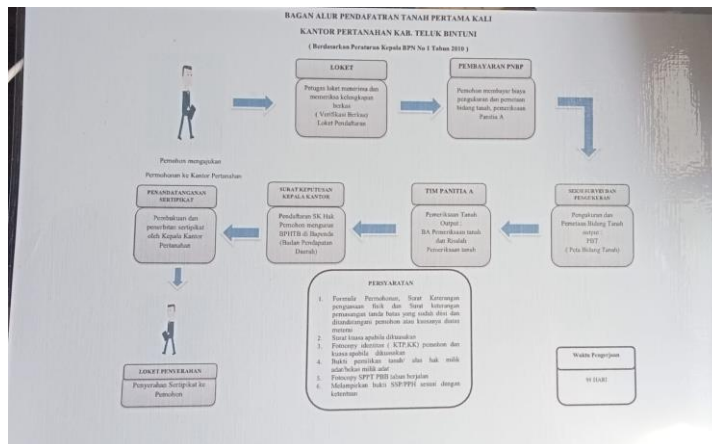 BAGAN ALUR PENDAFATRAN TANAH PERTAMA KALI
KANTOR PERTANAHAN KAB. TELUK BINTUNI
( Berdasarkan Peraturan Kepala BPN No 1 Tahun 2010 )
LOKET
Petugas loket menerima dan
memeriksa kelengkapan
berkas
( Verifikasi Berkas)
Loket Pendaftaran
PEMBAYARAN PNBP
Pemohon membayar biaya
pengukuran dan pemetaan
bidang tanah, pemeriksaan
Panitia A
Pemohon mengajukan
Permohonan ke Kantor Pertanahan
PENANDATANGANAN
SERTIPIKAT
Pembukuan dan
penerbitan sertipikat
oleh Kepala Kantor
Pertanahan
SURAT KEPUTUSAN
KEPALA KANTOR
Pendaftaran SK Hak
Pemohon mengurus
BPHTB di Bapenda
(Badan Pendapatan
Daerah)
TIM PANITIA A
Pemeriksaan Tanah
Output :
BA Pemeriksaan tanah
dan Risalah
Pemeriksaan tanah
SEKSI SURVEI DAN
PENGUKURAN
Pengukuran dan
Pemetaan Bidang Tanah
output :
PBT
( Peta Bidang Tanah)
PERSYARATAN
1. Formulir Permohonan, Surat Keterangan
penguasaan fisik dan Surat keterangan
pemasangan tanda batas yang sudah diisi dan
ditandatangani pemohon atau kuasanya diatas
materai
2. Surat kuasa apabila dikuasakan
3. Fotocopy identitas ( KTP,KK) pemohon dan
kuasa apabila dikuasakan
4. Bukti pemilikan tanah/ alas hak milik
adat/bekas milik adat
5. Fotocopy SPPT PBB tahun berjalan
6. Melampirkan bukti SSP/PPH sesuai dengan
ketentuan
LOKET PENYERAHAN
Penyerahan Sertipikat ke
Pemohon
Waktu Pengerjaan
HARI